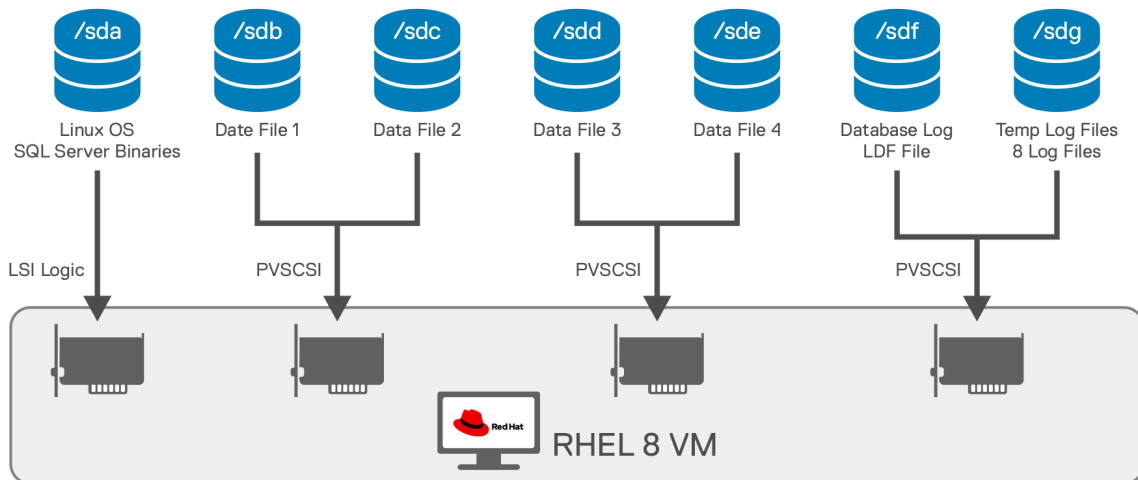 /sda
/sdb
/sdc
/sdd
/sde
/sdf
/sdg
Linux OS
SQL Server Binaries
Date File 1
Data File 2
Data File 3
Data File 4
Database Log
LDF File
Temp Log Files
8 Log Files
LSI Logic
PVSCSI
PVSCSI
PVSCSI
Red Hat
RHEL 8 VM